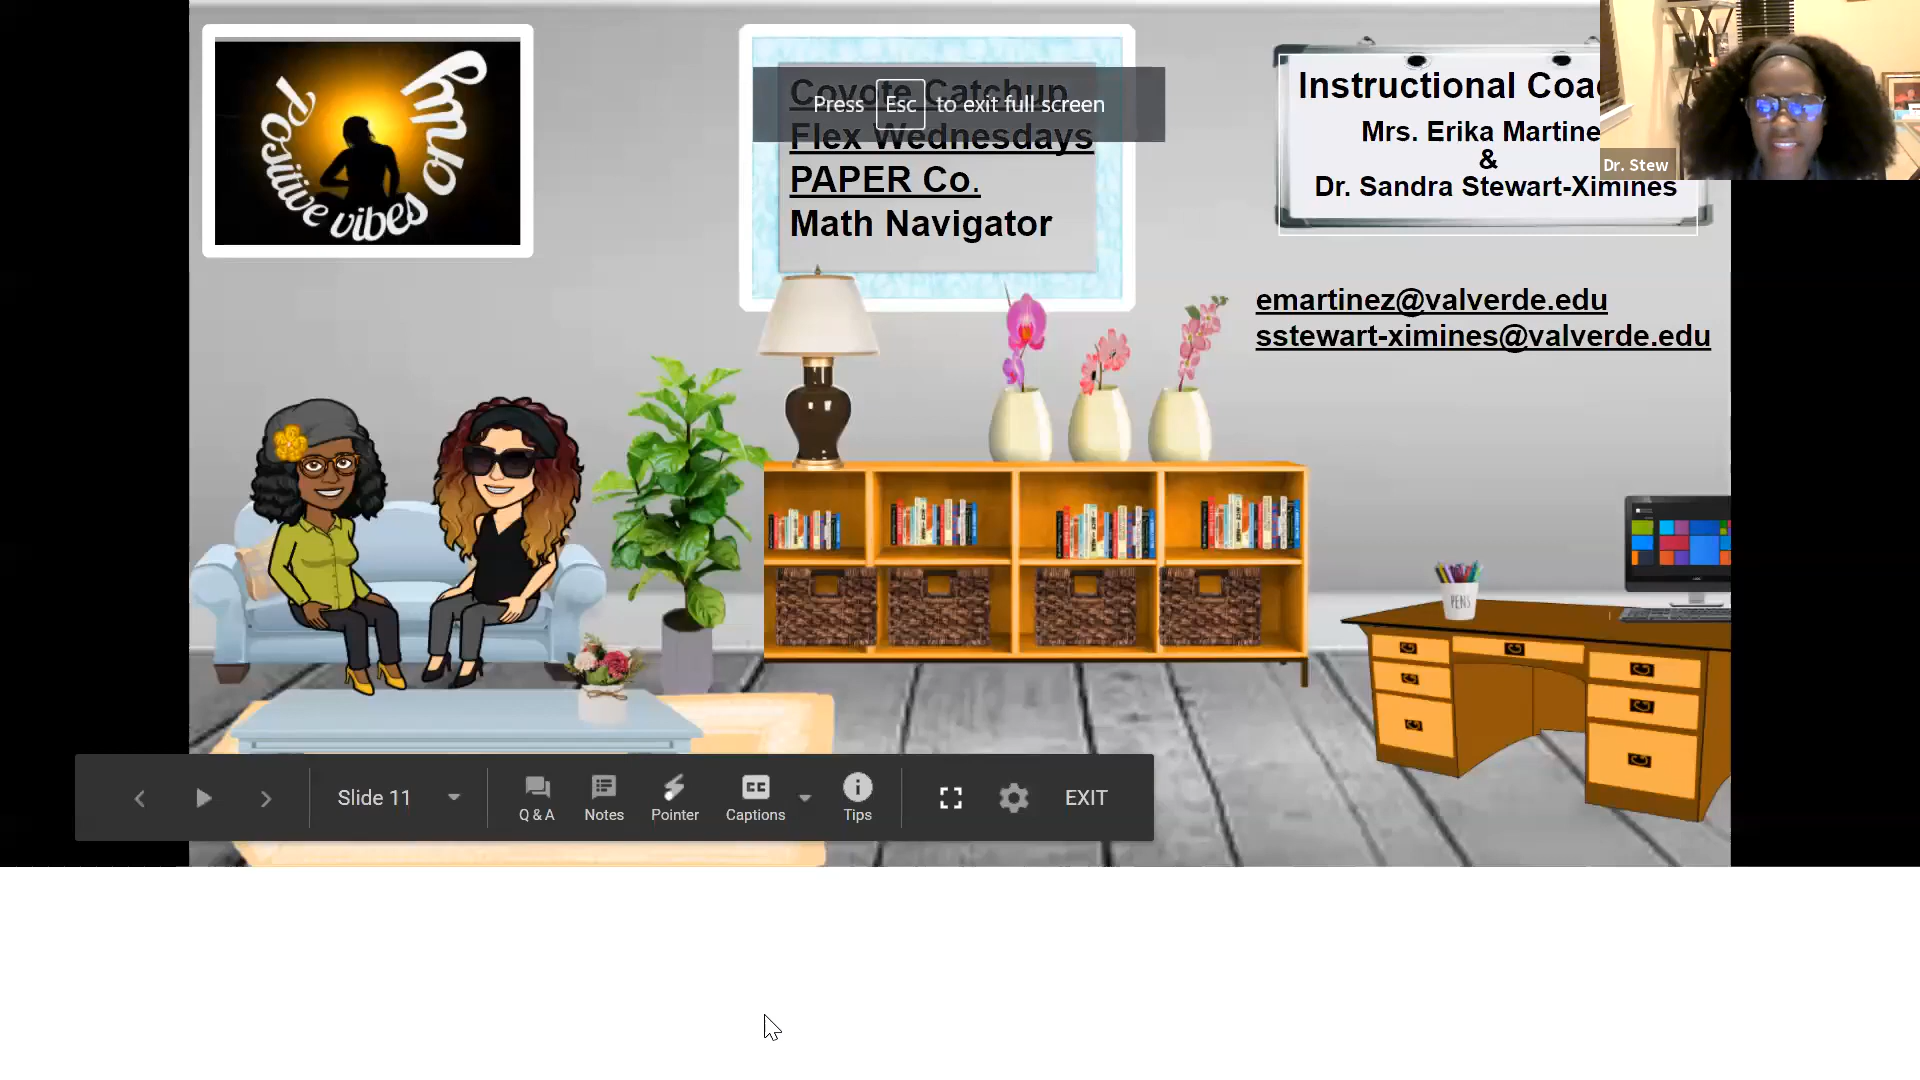 Positive vibes only
Coyote Catchup
Press Esc to exit full screen
Flex Wednesdays
PAPER Co.
Math Navigator
Instructional Coa
Mrs. Erika Martine
&
Dr. Sandra Stewart-Ximines
Dr. Stew
emartinez@valverde.edu
sstewart-ximines@valverde.edu
PENS
Slide 11
Q & A
Notes
Pointer
CC
Captions
Tips
EXIT